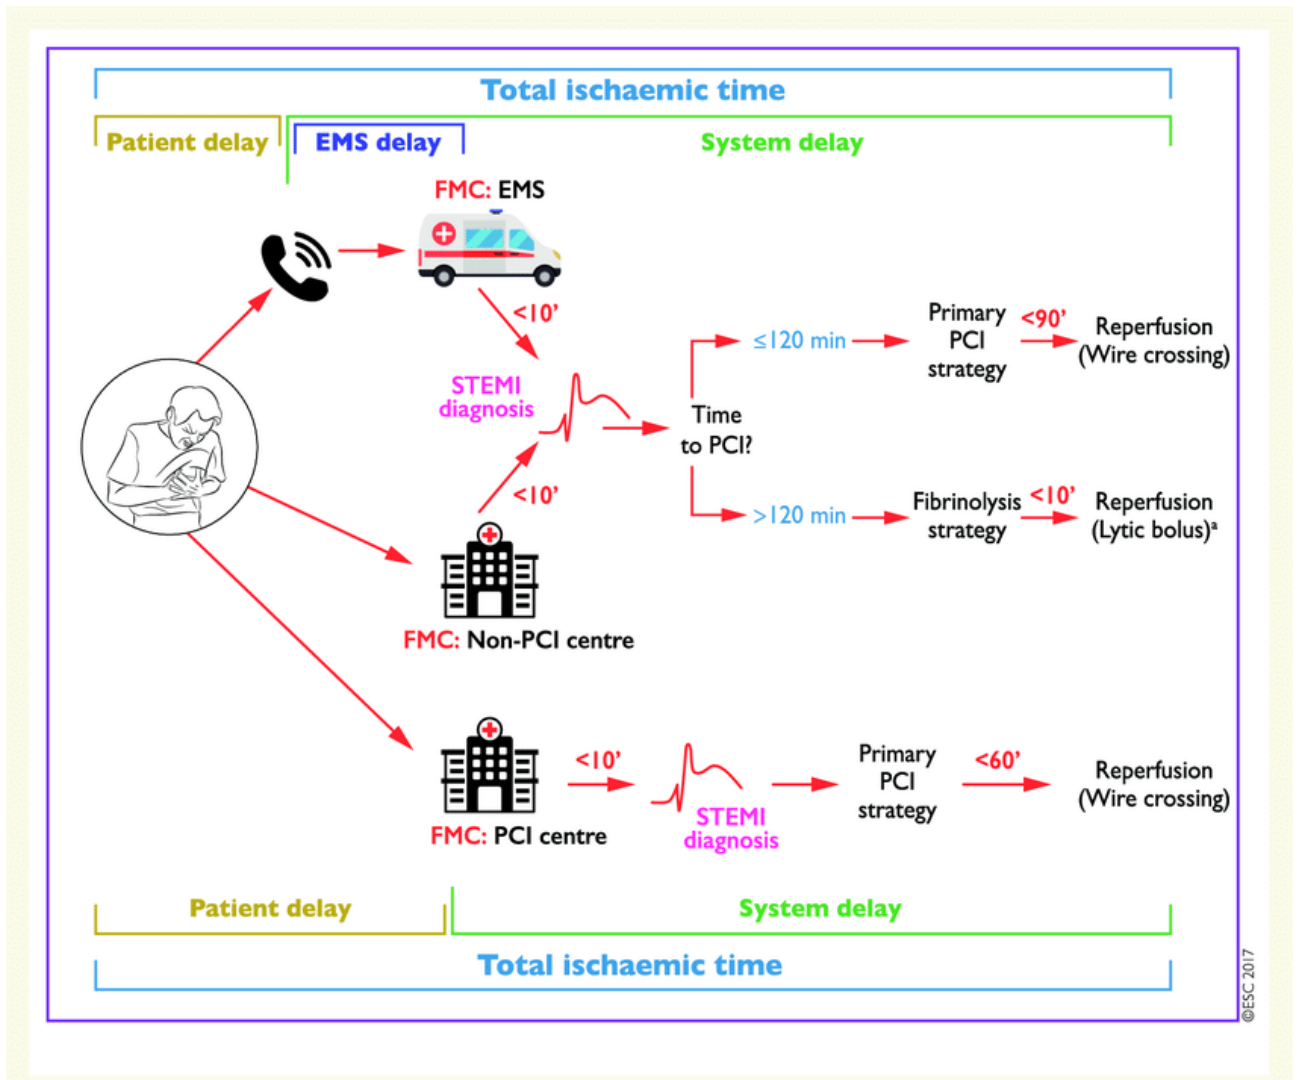 Total ischaemic time
Patient delay
EMS delay
System delay
FMC: EMS
<10'
STEMI
diagnosis
<10'
Time
to PCI?
≤120 min
Primary
PCI
strategy
<90'
Reperfusion
(Wire crossing)
>120 min
Fibrinolysis
strategy
<10'
Reperfusion
(Lytic bolus)ª
FMC: Non-PCI centre
FMC: PCI centre
<10'
STEMI
diagnosis
Primary
PCI
strategy
<60'
Reperfusion
(Wire crossing)
Patient delay
System delay
Total ischaemic time
©ESC 2017